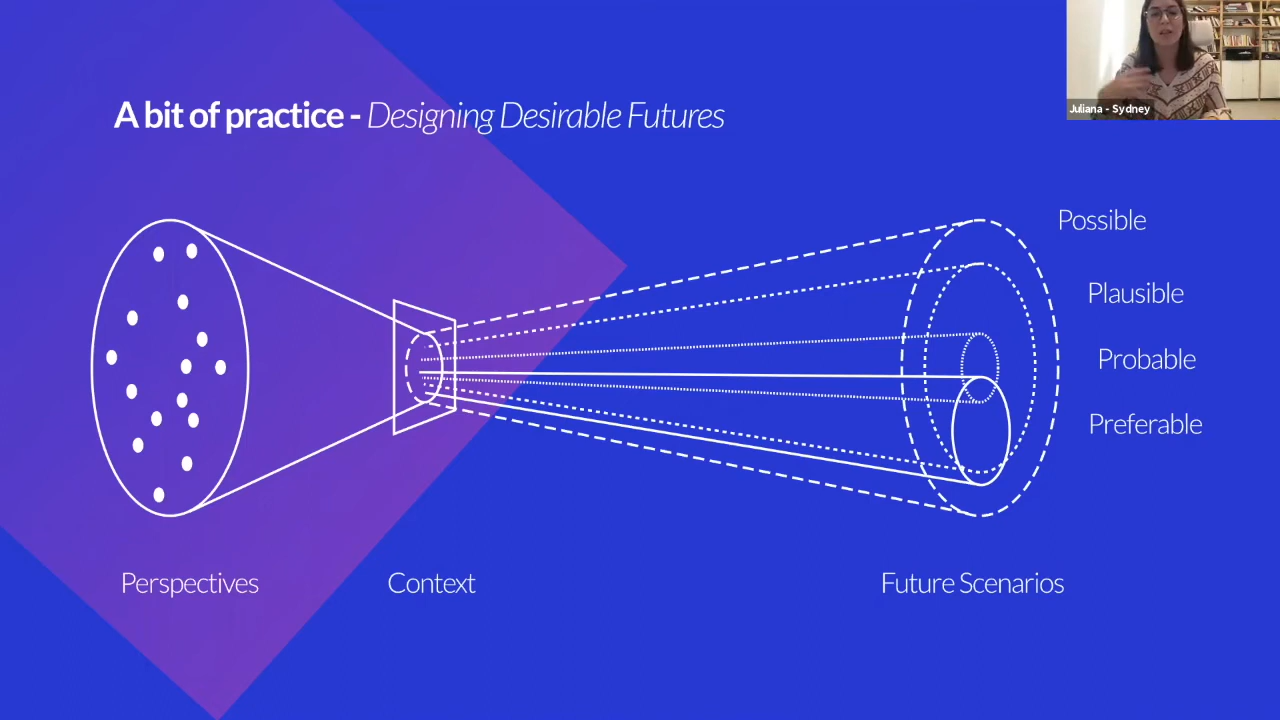 A bit of practice - Designing Desirable Futures
Juliana - Sydney
Possible
Plausible
Probable
Preferable
Perspectives
Context
Future Scenarios